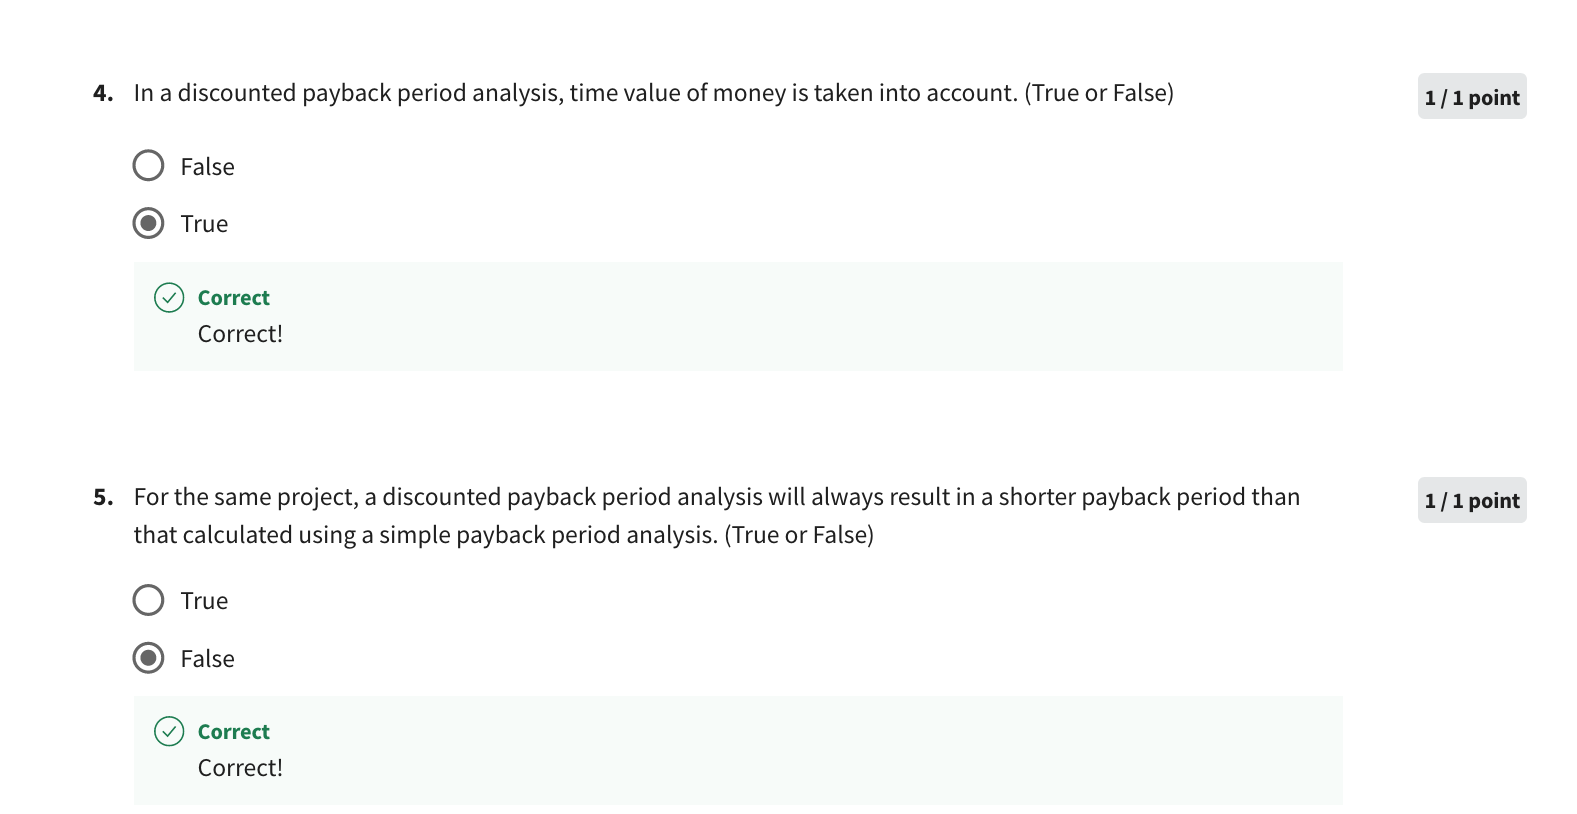 4. In a discounted payback period analysis, time value of money is taken into account. (True or False)
1 / 1 point
False
True
Correct
Correct!
5. For the same project, a discounted payback period analysis will always result in a shorter payback period than
1 / 1 point
that calculated using a simple payback period analysis. (True or False)
True
False
Correct
Correct!